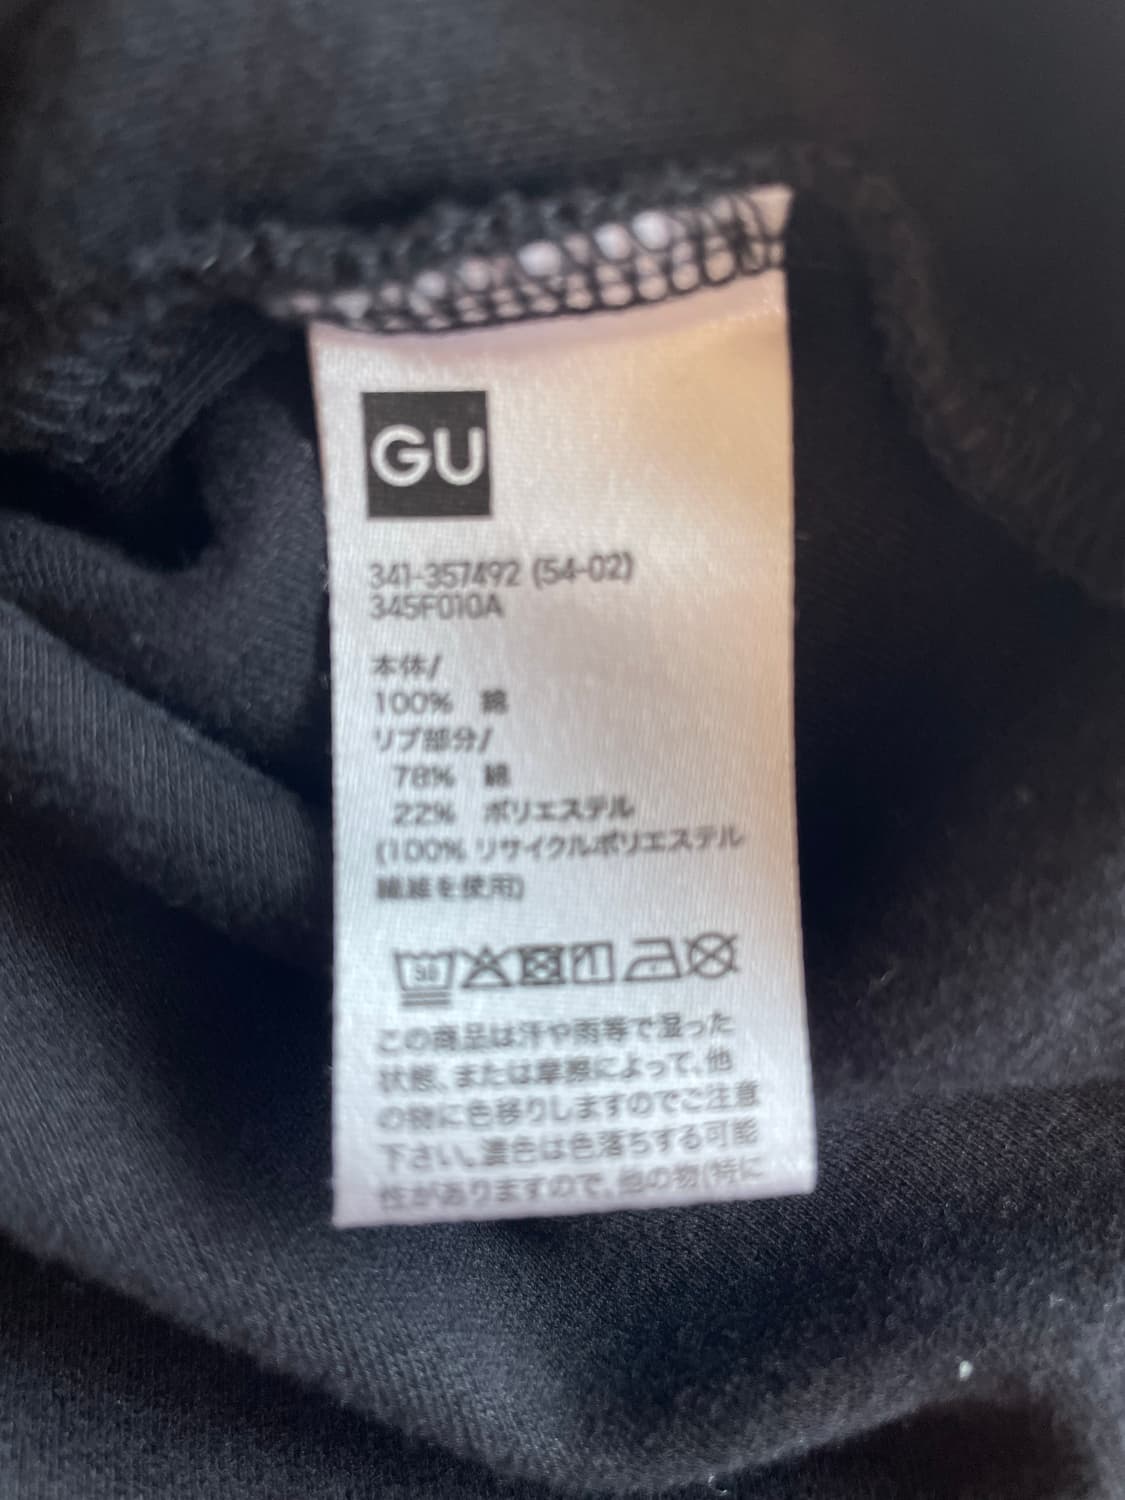 GU
341-357492 (54-02)
345F010A
本体/
100% 綿
リブ部分/
78% 綿
22% ポリエステル
(100% リサイクルポリエステル
繊維を使用)
30
この商品は汗や雨等で湿った
状態、または摩擦によって、他
の物に色移りしますのでご注意
下さい。濃色は色落ちする可能
性がありますので、他の物(特に